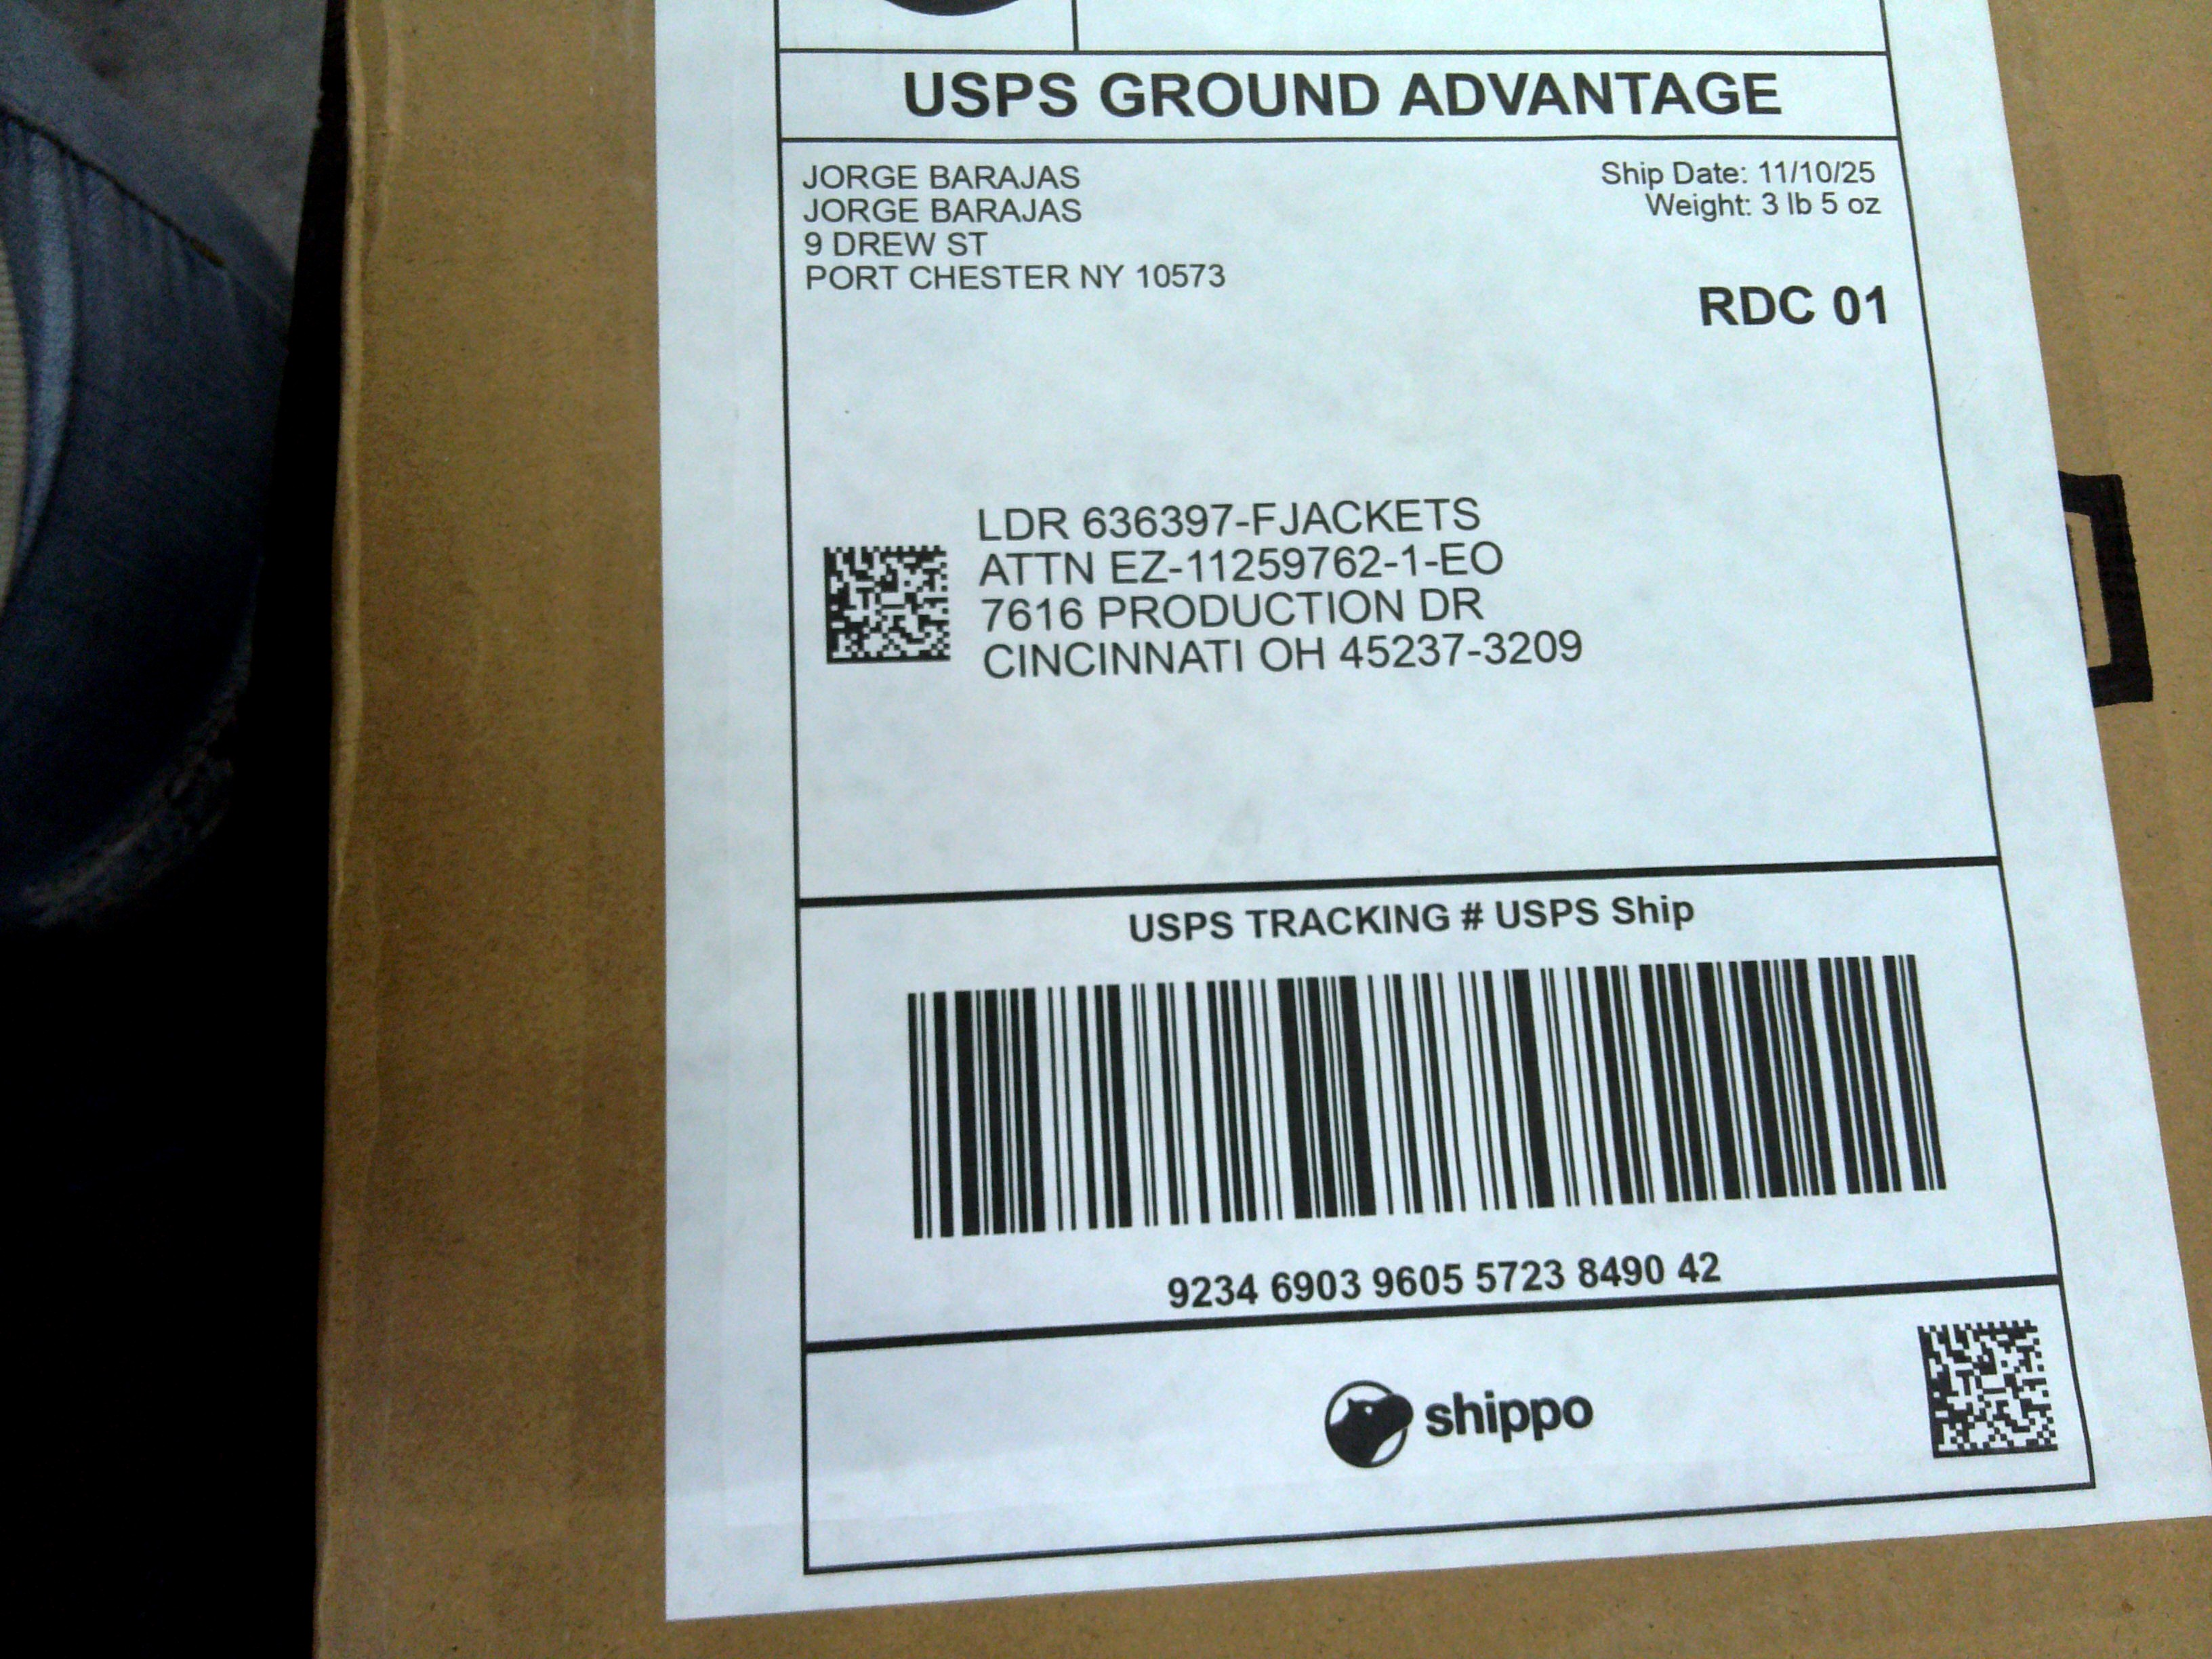 USPS GROUND ADVANTAGE
JORGE BARAJAS
JORGE BARAJAS
9 DREW ST
PORT CHESTER NY 10573
Ship Date: 11/10/25
Weight: 3 lb 5 oz
RDC 01
LDR 636397-FJACKETS
ATTN EZ-11259762-1-EO
7616 PRODUCTION DR
CINCINNATI OH 45237-3209
USPS TRACKING # USPS Ship
9234 6903 9605 5723 8490 42
shippo